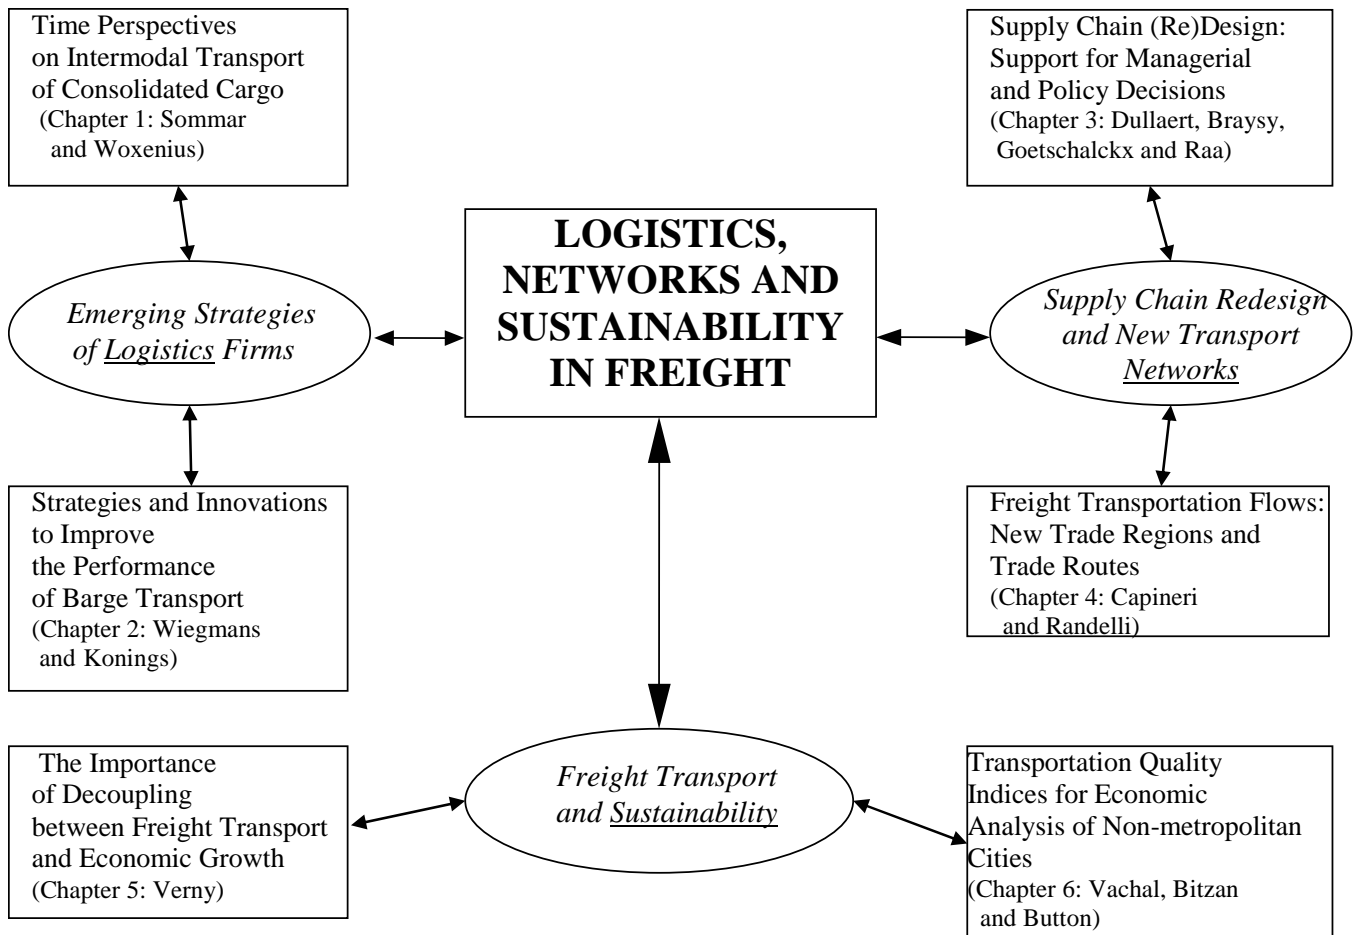 Time Perspectives
on Intermodal Transport
of Consolidated Cargo
(Chapter 1: Sommar
and Woxenius)
Supply Chain (Re)Design:
Support for Managerial
and Policy Decisions
(Chapter 3: Dullaert, Braysy,
Goetschalckx and Raa)
LOGISTICS,
NETWORKS AND
SUSTAINABILITY
IN FREIGHT
Emerging Strategies
of Logistics Firms
Supply Chain Redesign
and New Transport
Networks
Strategies and Innovations
to Improve
the Performance
of Barge Transport
(Chapter 2: Wiegmans
and Konings)
Freight Transportation Flows:
New Trade Regions and
Trade Routes
(Chapter 4: Capineri
and Randelli)
The Importance
of Decoupling
between Freight Transport
and Economic Growth
(Chapter 5: Verny)
Freight Transport
and Sustainability
Transportation Quality
Indices for Economic
Analysis of Non-metropolitan
Cities
(Chapter 6: Vachal, Bitzan
and Button)